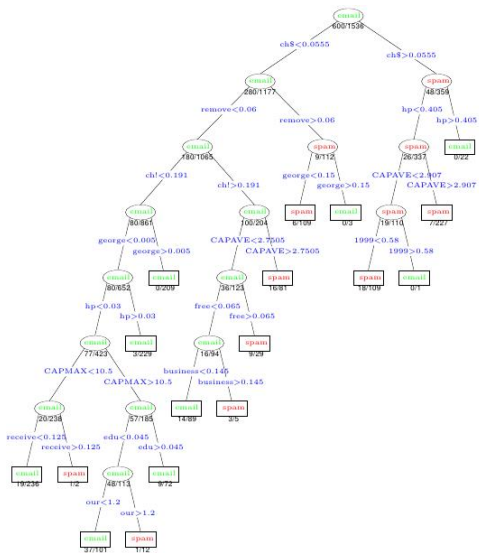 email
600/1536
ch$<0.0555
ch$>0.0555
email
280/1177
spam
48/359
remove<0.06
remove>0.06
hp<0.405
hp>0.405
email
180/1065
spam
9/112
spam
26/337
email
0/22
ch!<0.191
ch!>0.191
george<0.15
george>0.15
CAPAVE<2.907
CAPAVE>2.907
email
80/861
email
100/204
spam
6/109
email
0/3
spam
19/110
spam
7/227
george<0.005
george>0.005
CAPAVE<2.7505
CAPAVE>2.7505
1999<0.58
1999>0.58
email
80/652
email
0/209
email
36/123
spam
16/81
spam
18/109
email
0/1
hp<0.03
hp>0.03
free<0.065
free>0.065
email
77/423
email
3/229
email
16/94
spam
9/29
CAPMAX<10.5
CAPMAX>10.5
business<0.145
business>0.145
email
20/238
email
57/185
email
14/89
spam
3/5
receive<0.125
receive>0.125
edu<0.045
edu>0.045
email
19/236
spam
1/2
email
48/113
email
9/72
our<1.2
our>1.2
email
37/101
spam
1/12